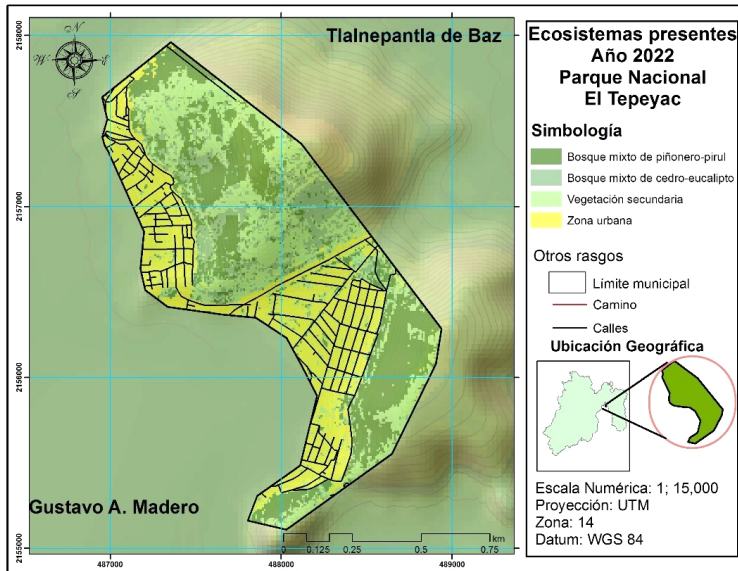 Tlalnepantla de Baz
Gustavo A. Madero
N
S
2158000
2157000
2156000
2155000
487000
488000
489000
km
0 0.125 0.25 0.5 0.75
Ecosistemas presentes
Año 2022
Parque Nacional
El Tepeyac
Simbología
Bosque mixto de piñonero-pirul
Bosque mixto de cedro-eucalipto
Vegetación secundaria
Zona urbana
Otros rasgos
Límite municipal
Camino
Calles
Ubicación Geográfica
Escala Numérica: 1; 15,000
Proyección: UTM
Zona: 14
Datum: WGS 84